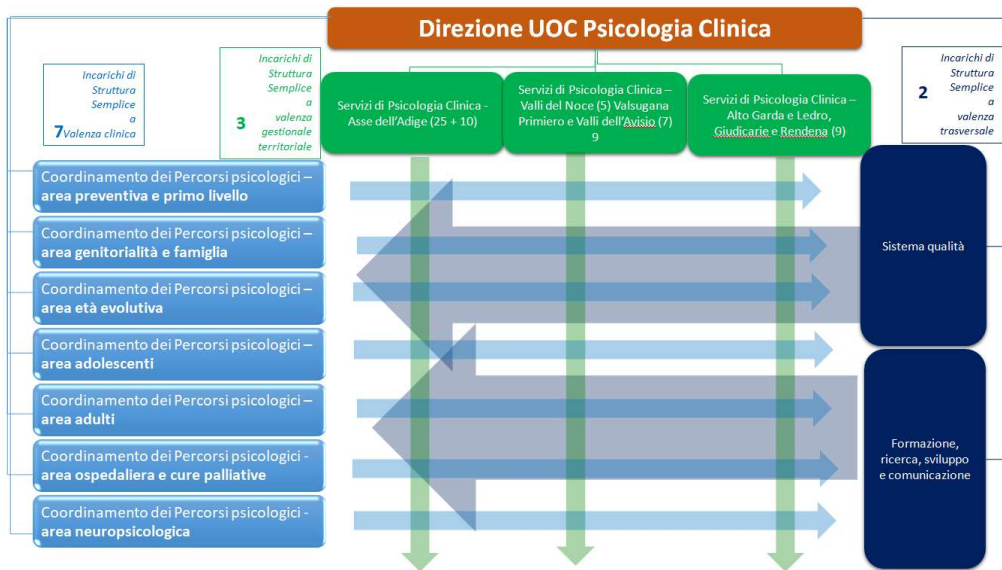 Direzione UOC Psicologia Clinica
Incarichi di
Struttura
Semplice
a
7 Valenza clinica
3
Incarichi di
Struttura
Semplice
a
valenza
gestionale
territoriale
Servizi di Psicologia Clinica -
Asse dell'Adige (25 + 10)
Servizi di Psicologia Clinica –
Valli del Noce (5) Valsugana
Primiero e Valli dell'Avisio (7)
9
Servizi di Psicologia Clinica –
Alto Garda e Ledro,
Giudicarie e Rendena (9)
2
Incarichi di
Struttura
Semplice
a
valenza
trasversale
Coordinamento dei Percorsi psicologici –
area preventiva e primo livello
Coordinamento dei Percorsi psicologici –
area genitorialità e famiglia
Coordinamento dei Percorsi psicologici –
area età evolutiva
Coordinamento dei Percorsi psicologici –
area adolescenti
Coordinamento dei Percorsi psicologici –
area adulti
Coordinamento dei Percorsi psicologici -
area ospedaliera e cure palliative
Coordinamento dei Percorsi psicologici -
area neuropsicologica
Sistema qualità
Formazione,
ricerca, sviluppo
e comunicazione